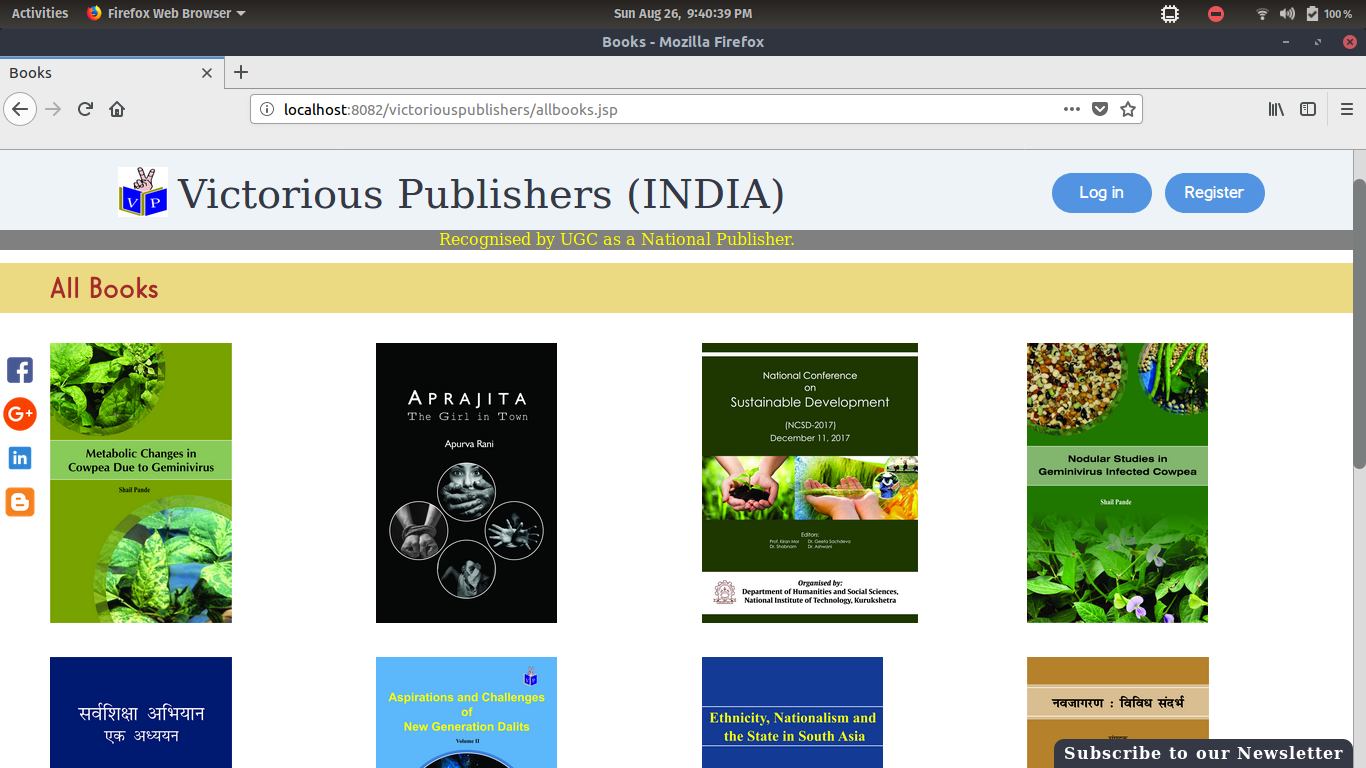 Activities
Firefox Web Browser
Sun Aug 26, 9:40:39 PM
100 %
Books - Mozilla Firefox
Books
localhost:8082/victoriouspublishers/allbooks.jsp
V P
Victorious Publishers (INDIA)
Log in
Register
Recognised by UGC as a National Publisher.
All Books
Metabolic Changes in
Cowpea Due to Geminivirus
Shail Pande
APRAJITA
The Girl in Town
Apurva Rani
National Conference
on
Sustainable Development
(NCSD-2017)
December 11, 2017
Editors:
Prof. Kiran Mor Dr. Geeta Sachdeva
Dr. Shabnam Dr. Ashwani
Organised by:
Department of Humanities and Social Sciences,
National Institute of Technology, Kurukshetra
Nodular Studies in
Geminivirus Infected Cowpea
Shail Pande
सर्वशिक्षा अभियान
एक अध्ययन
Aspirations and Challenges
of
New Generation Dalits
Volume II
Ethnicity, Nationalism and
the State in South Asia
नवजागरण : विविध संदर्भ
Subscribe to our Newsletter